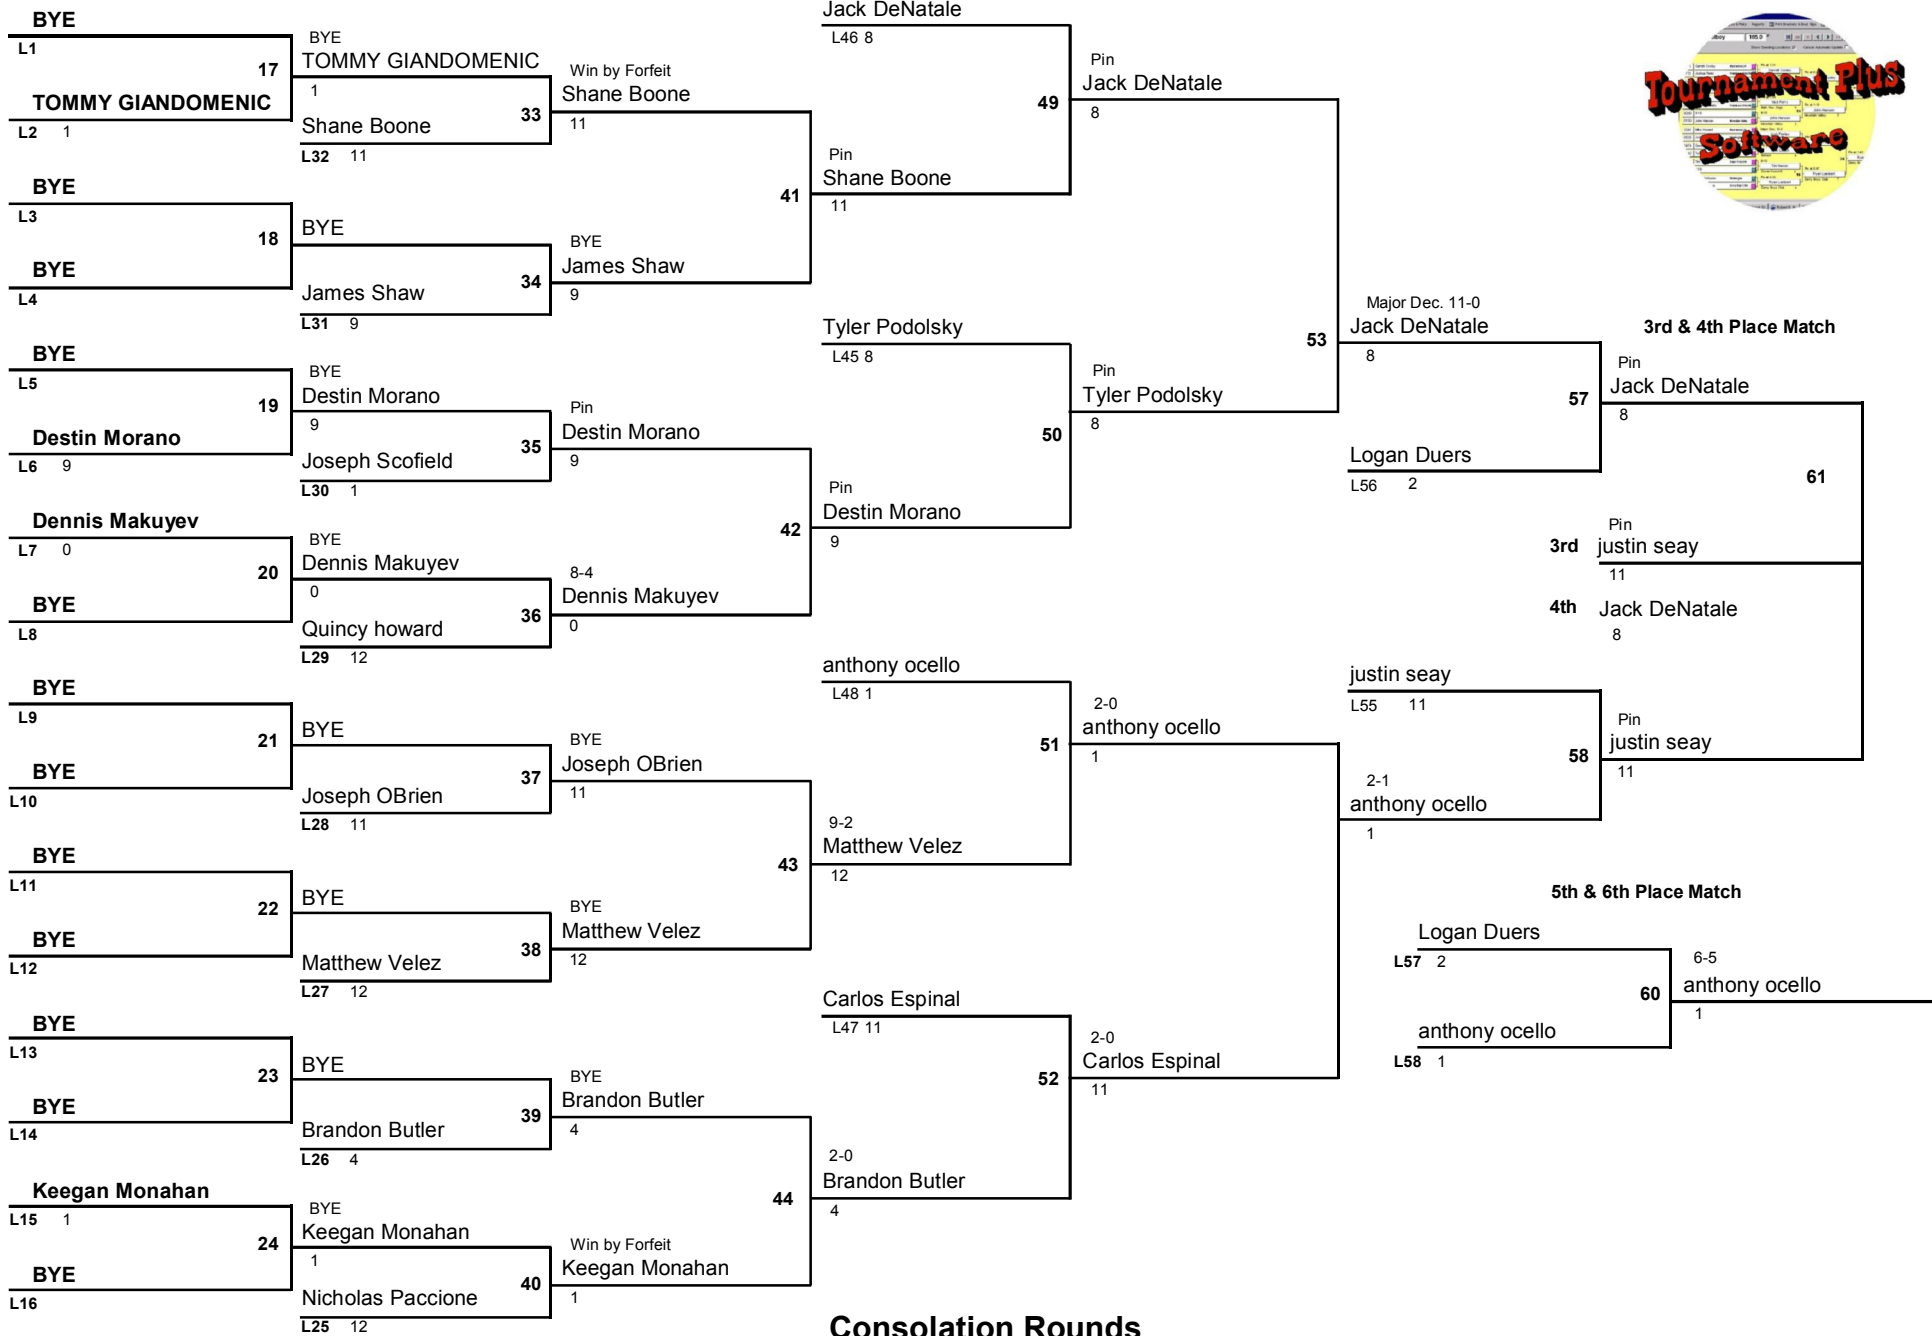 BYE
L1
17
TOMMY GIANDOMENIC
L2 1
BYE
L3
18
BYE
L4
BYE
L5
19
Destin Morano
L6 9
Dennis Makuyev
L7 0
20
BYE
L8
BYE
L9
21
BYE
L10
BYE
L11
22
BYE
L12
BYE
L13
23
BYE
L14
Keegan Monahan
L15 1
24
BYE
L16
BYE
TOMMY GIANDOMENIC
1
33
Shane Boone
L32 11
BYE
34
James Shaw
L31 9
BYE
Destin Morano
9
35
Joseph Scofield
L30 1
BYE
Dennis Makuyev
0
36
Quincy howard
L29 12
BYE
37
Joseph OBrien
L28 11
BYE
38
Matthew Velez
L27 12
BYE
39
Brandon Butler
L26 4
BYE
Keegan Monahan
1
40
Nicholas Paccione
L25 12
Win by Forfeit
Shane Boone
11
41
BYE
James Shaw
9
Pin
Destin Morano
9
42
8-4
Dennis Makuyev
0
BYE
Joseph OBrien
11
43
BYE
Matthew Velez
12
BYE
Brandon Butler
4
44
Win by Forfeit
Keegan Monahan
1
Jack DeNatale
L46 8
49
Pin
Shane Boone
11
Tyler Podolsky
L45 8
50
Pin
Destin Morano
9
anthony ocello
L48 1
51
9-2
Matthew Velez
12
Carlos Espinal
L47 11
52
2-0
Brandon Butler
4
Pin
Jack DeNatale
8
53
Pin
Tyler Podolsky
8
2-0
anthony ocello
1
2-0
Carlos Espinal
11
Major Dec. 11-0
Jack DeNatale
8
57
Logan Duers
L56 2
justin seay
L55 11
58
2-1
anthony ocello
1
3rd & 4th Place Match
Pin
Jack DeNatale
8
61
Pin
3rd justin seay
11
4th Jack DeNatale
8
Pin
justin seay
11
5th & 6th Place Match
Logan Duers
L57 2
60
anthony ocello
L58 1
6-5
anthony ocello
1
Tournament Plus
Software
Consolation Rounds